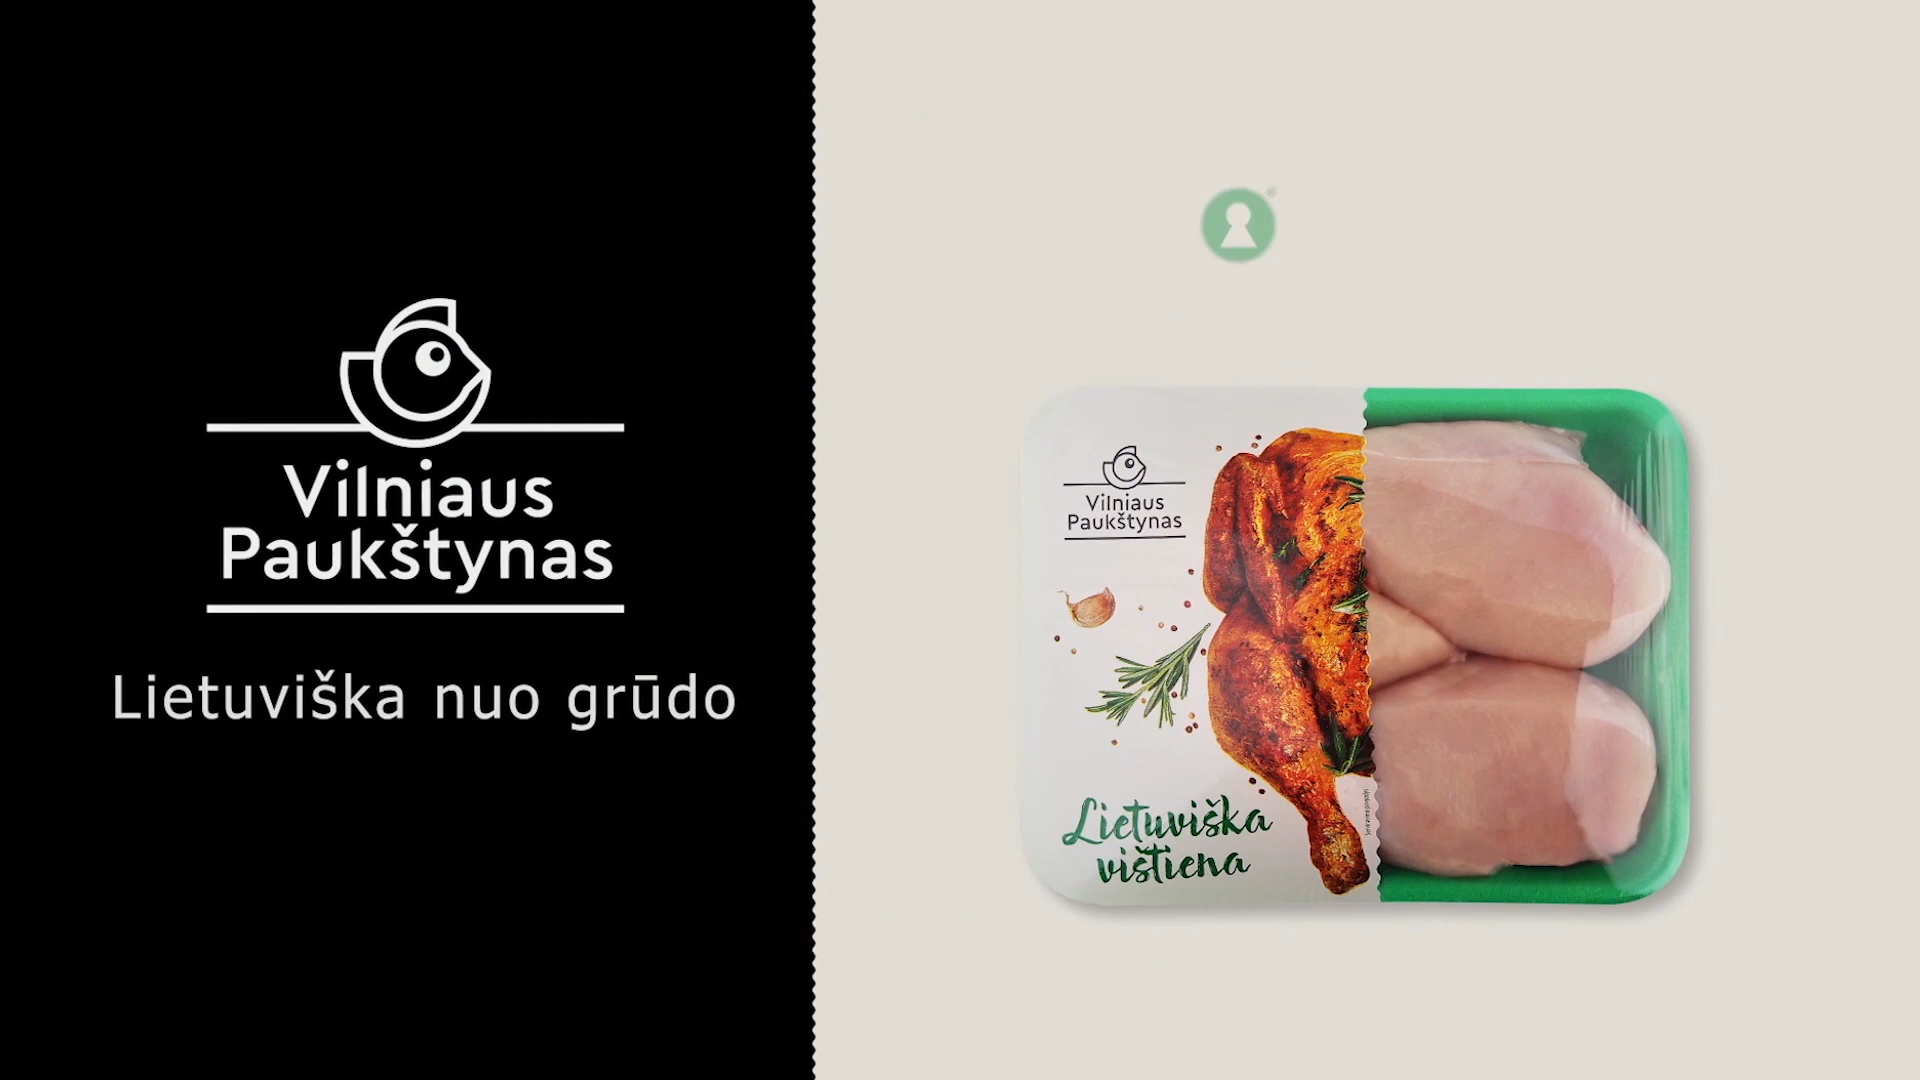 Vilniaus
Paukštynas
Lietuviška nuo grūdo
®
Vilniaus
Paukštynas
Lietuviška
vištiena